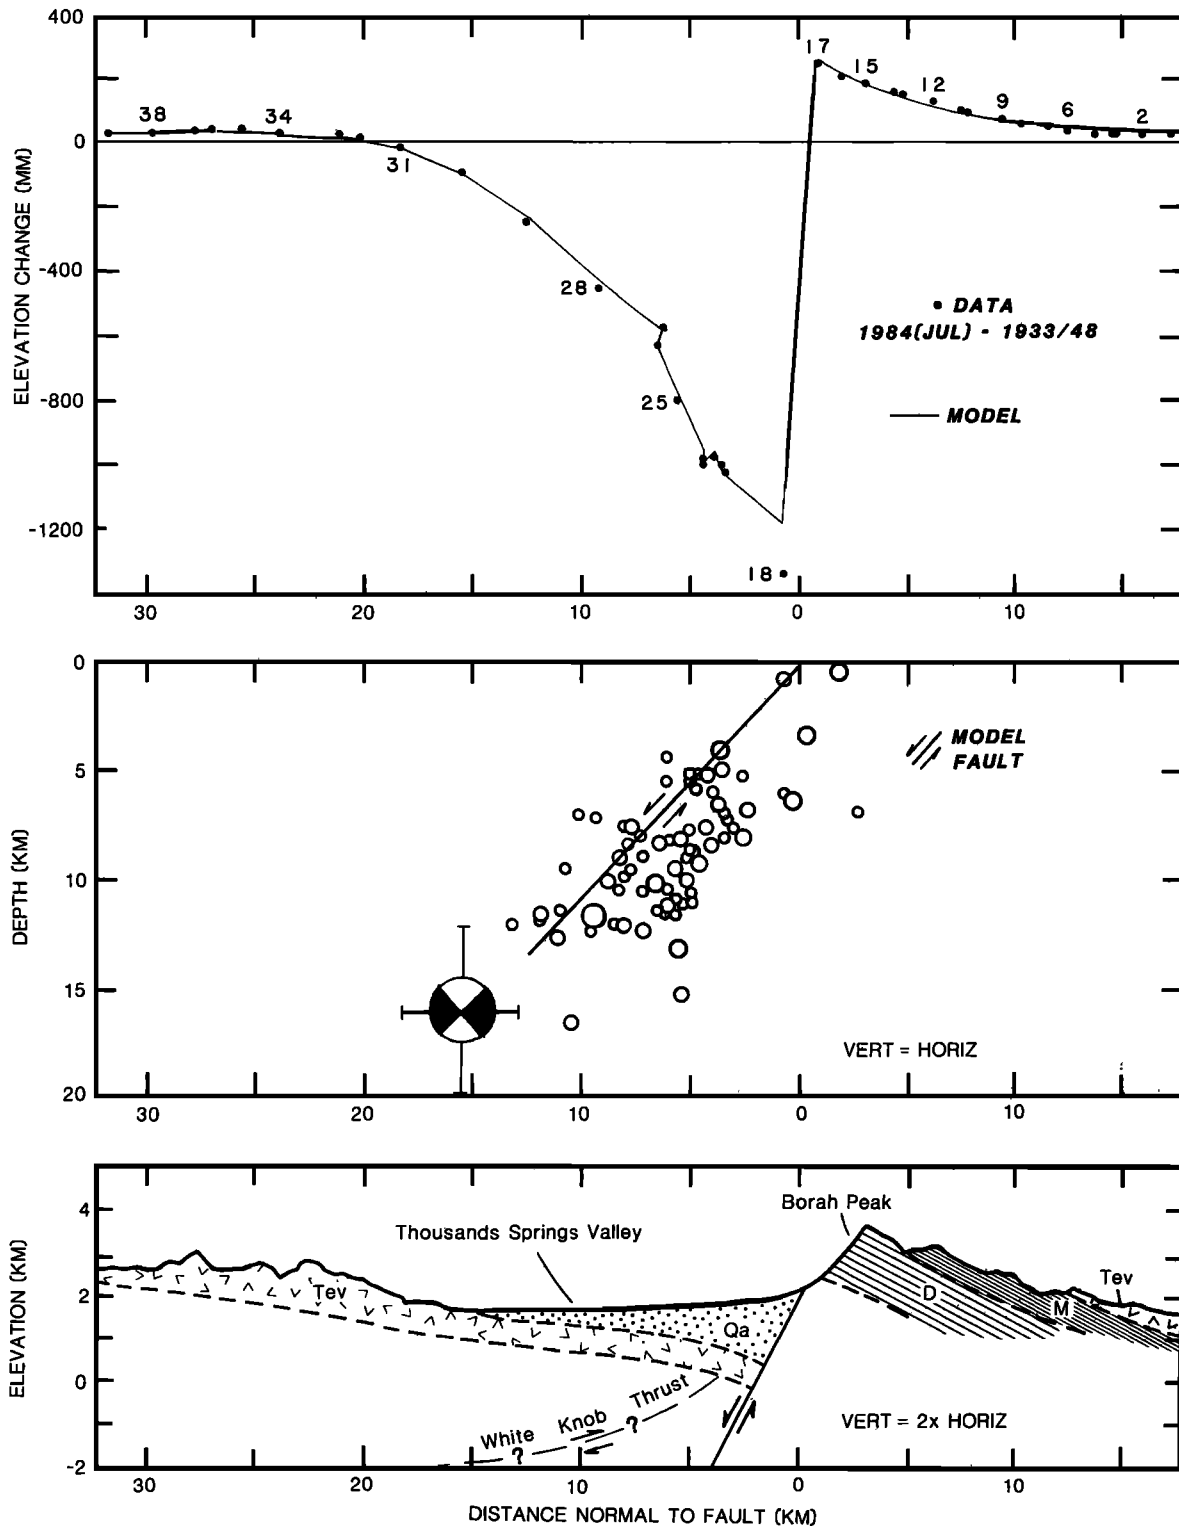 400
0
-400
-800
-1200
ELEVATION CHANGE (MM)
38
34
31
28
25
18
17
15
12
9
6
2
DATA
1984(JUL) - 1933/48
MODEL
30
20
10
0
10
0
5
10
15
20
DEPTH (KM)
MODEL
FAULT
VERT = HORIZ
30
20
10
0
10
4
2
0
-2
ELEVATION (KM)
Thousands Springs Valley
Borah Peak
Tev
Qa
D
M
Tev
White Knob Thrust
?
?
VERT = 2x HORIZ
30
20
10
0
10
DISTANCE NORMAL TO FAULT (KM)